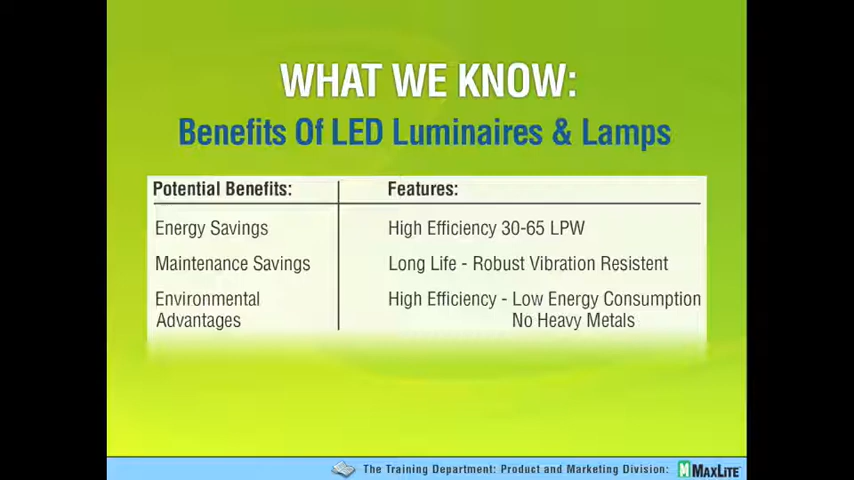 WHAT WE KNOW:
Benefits Of LED Luminaires & Lamps
Potential Benefits: Features:
Energy Savings High Efficiency 30-65 LPW
Maintenance Savings Long Life - Robust Vibration Resistent
Environmental High Efficiency - Low Energy Consumption
Advantages No Heavy Metals
The Training Department: Product and Marketing Division: MAXLITE